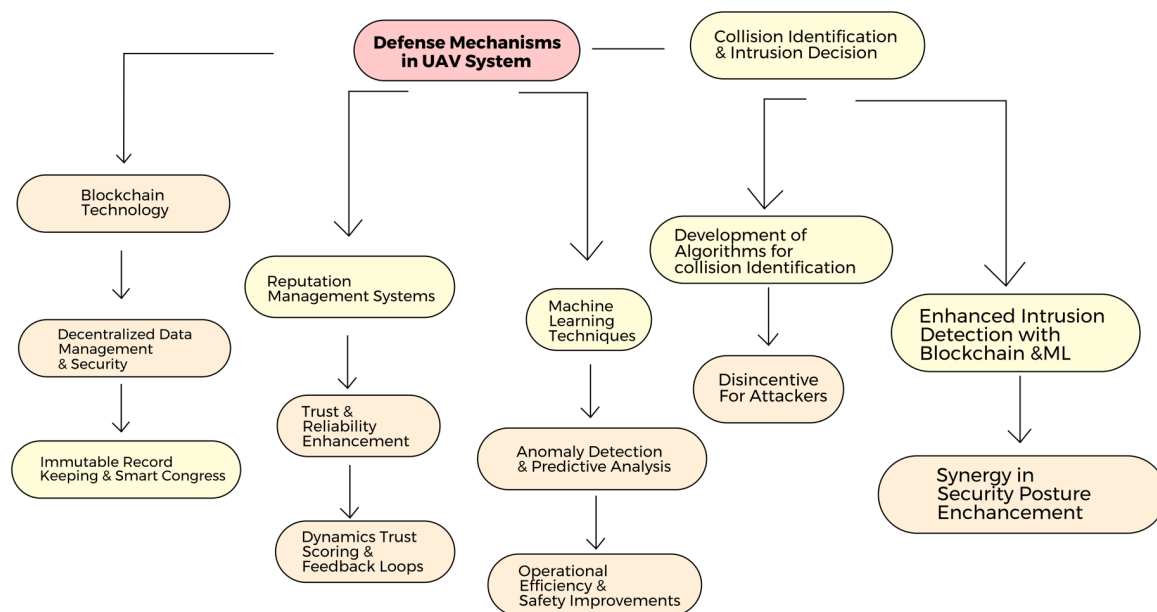 Defense Mechanisms
in UAV System
Collision Identification
& Intrusion Decision
Blockchain
Technology
Decentralized Data
Management
& Security
Immutable Record
Keeping & Smart Congress
Reputation
Management Systems
Trust &
Reliability
Enhancement
Dynamics Trust
Scoring &
Feedback Loops
Machine
Learning
Techniques
Anomaly Detection
& Predictive Analysis
Operational
Efficiency &
Safety Improvements
Development of
Algorithms for
collision Identification
Disincentive
For Attackers
Enhanced Intrusion
Detection with
Blockchain &ML
Synergy in
Security Posture
Enchancement